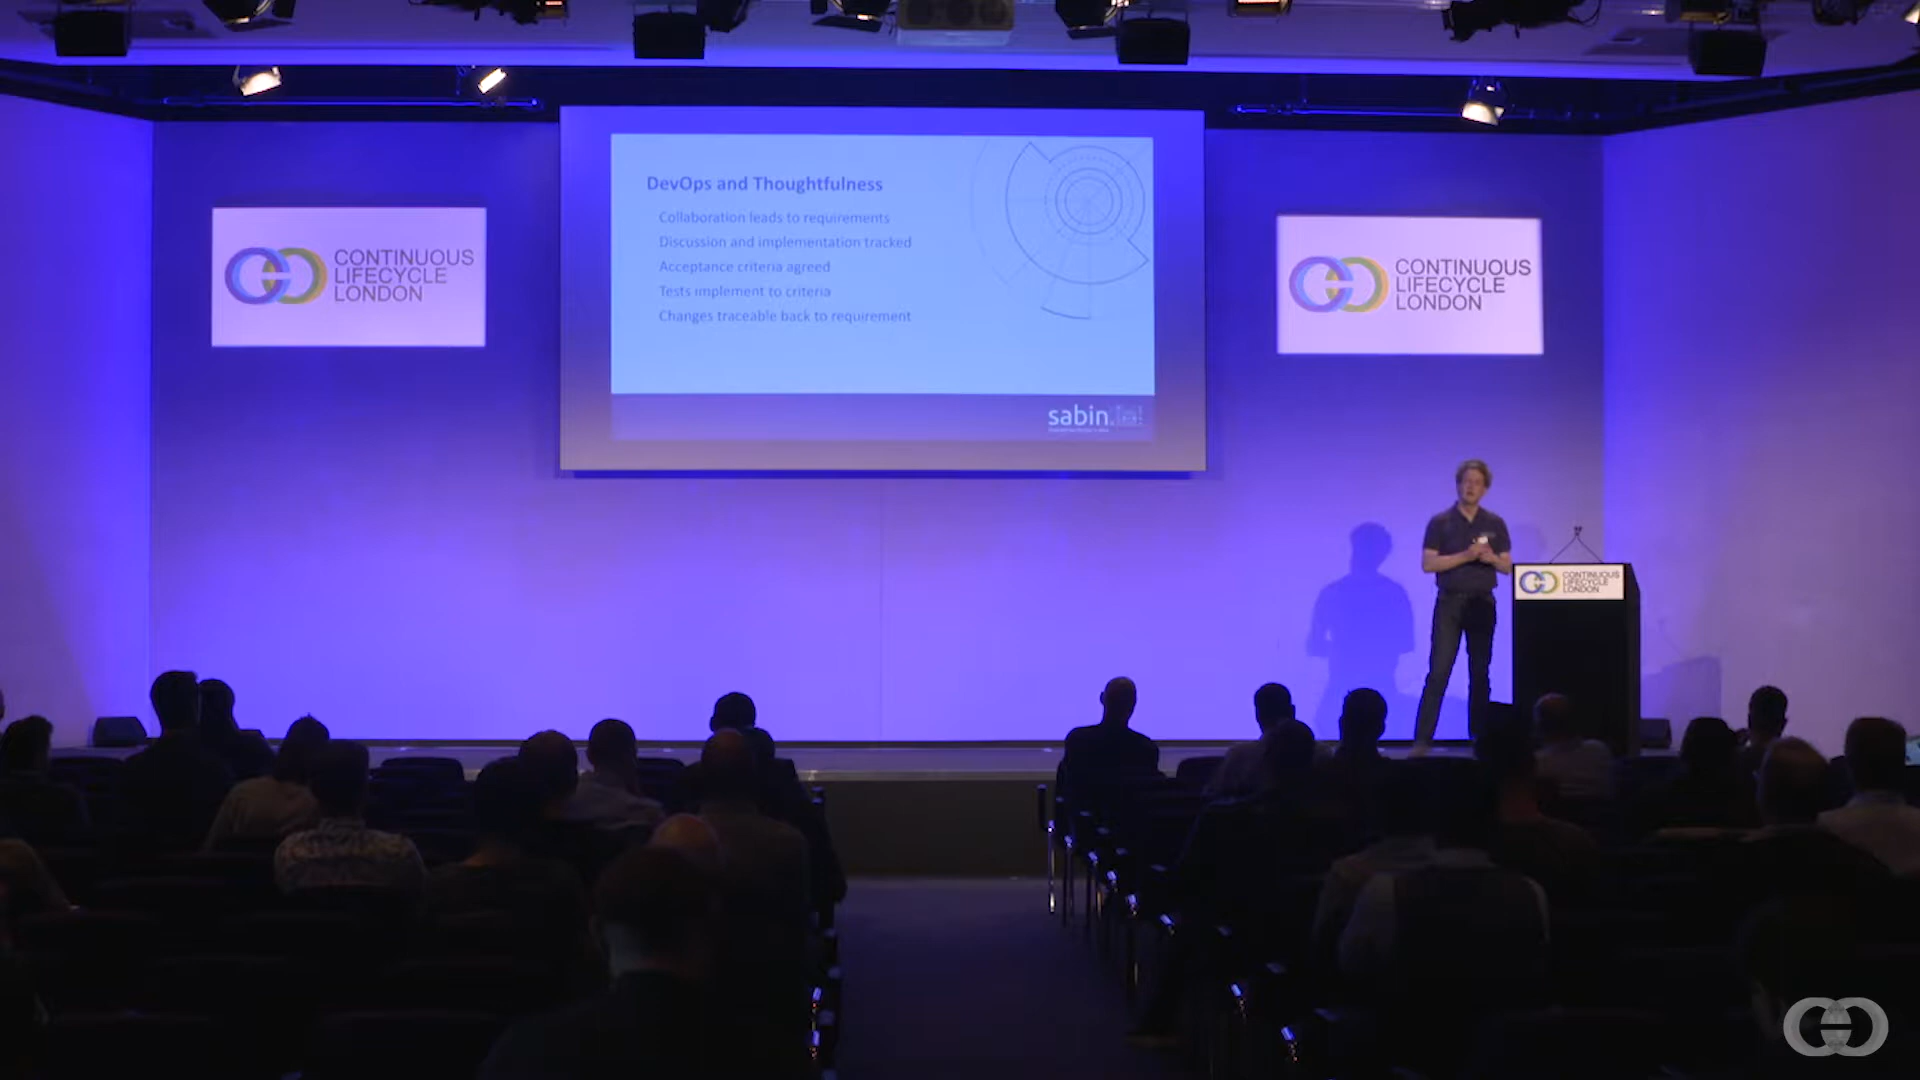 DevOps and Thoughtfulness
Collaboration leads to requirements
Discussion and implementation tracked
Acceptance criteria agreed
Tests implement to criteria
Changes traceable back to requirement
sabin.
CONTINUOUS
LIFECYCLE
LONDON
CONTINUOUS
LIFECYCLE
LONDON
CONTINUOUS
LIFECYCLE
LONDON